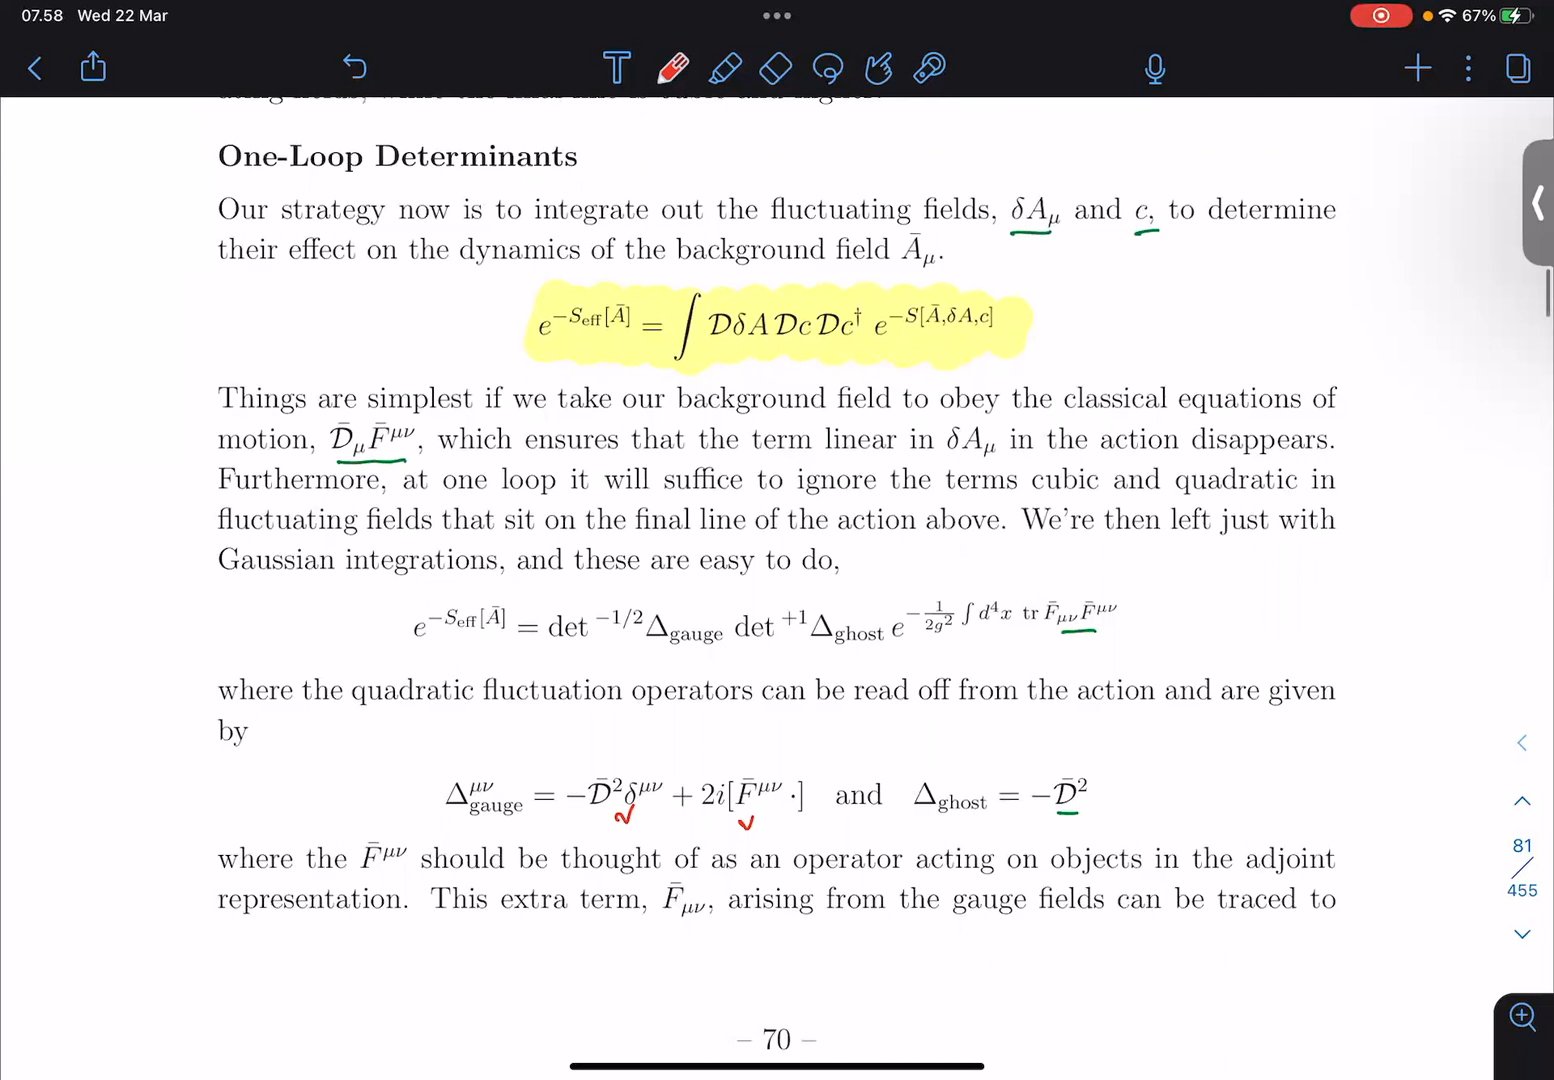 07.58 Wed 22 Mar
67%
One-Loop Determinants
Our strategy now is to integrate out the fluctuating fields, δA_μ and c, to determine
their effect on the dynamics of the background field Ā_μ.
e^{−S_eff[Ā]} = ∫ 𝒟δA 𝒟c 𝒟c† e^{−S[Ā,δA,c]}
Things are simplest if we take our background field to obey the classical equations of
motion, 𝒟̄_μ F̄^{μν}, which ensures that the term linear in δA_μ in the action disappears.
Furthermore, at one loop it will suffice to ignore the terms cubic and quadratic in
fluctuating fields that sit on the final line of the action above. We're then left just with
Gaussian integrations, and these are easy to do,
e^{−S_eff[Ā]} = det^{−1/2} Δ_gauge det^{+1} Δ_ghost e^{−\frac{1}{2g²} ∫ d⁴x tr F̄_{μν} F̄^{μν}}
where the quadratic fluctuation operators can be read off from the action and are given
by
Δ^{μν}_gauge = −𝒟̄²δ^{μν} + 2i[F̄^{μν} ·] and Δ_ghost = −𝒟̄²
where the F̄^{μν} should be thought of as an operator acting on objects in the adjoint
representation. This extra term, F̄_{μν}, arising from the gauge fields can be traced to
– 70 –
81
455